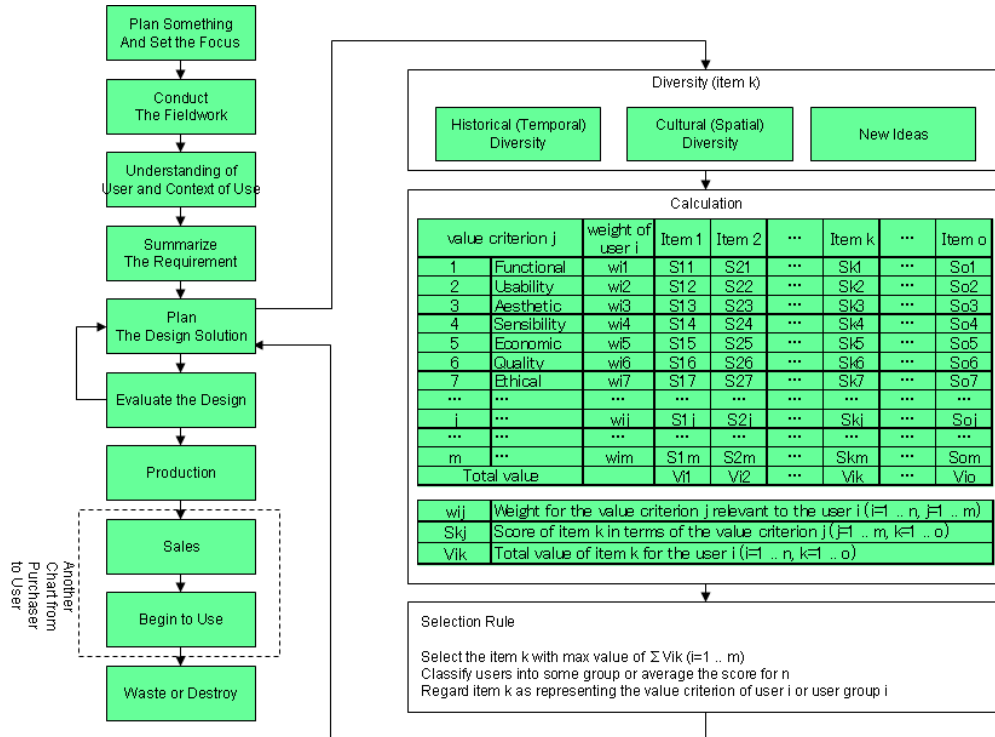 Plan Something
And Set the Focus
Conduct
The Fieldwork
Understanding of
User and Context of Use
Summarize
The Requirement
Plan
The Design Solution
Evaluate the Design
Production
Sales
Begin to Use
Waste or Destroy
Another
Chart from
Purchaser
to User
Diversity (item k)
Historical (Temporal)
Diversity
Cultural (Spatial)
Diversity
New Ideas
Calculation
value criterion j weight of user i Item 1 Item 2 ... Item k ... Item o
1 Functional wi1 S11 S21 ... Sk1 ... So1
2 Usability wi2 S12 S22 ... Sk2 ... So2
3 Aesthetic wi3 S13 S23 ... Sk3 ... So3
4 Sensibility wi4 S14 S24 ... Sk4 ... So4
5 Economic wi5 S15 S25 ... Sk5 ... So5
6 Quality wi6 S16 S26 ... Sk6 ... So6
7 Ethical wi7 S17 S27 ... Sk7 ... So7
... ... ... ... ... ...
j ... wij S1j S2j ... Skj ... Soj
... ... ... ... ... ...
m ... wim S1m S2m ... Skm ... Som
Total value Vi1 Vi2 ... Vik ... Vio
wij Weight for the value criterion j relevant to the user i (i=1 .. n, j=1 .. m)
Skj Score of item k in terms of the value criterion j (j=1 .. m, k=1 .. o)
Vik Total value of item k for the user i (i=1 .. n, k=1 .. o)
Selection Rule
Select the item k with max value of ΣVik (i=1 .. m)
Classify users into some group or average the score for n
Regard item k as representing the value criterion of user i or user group i